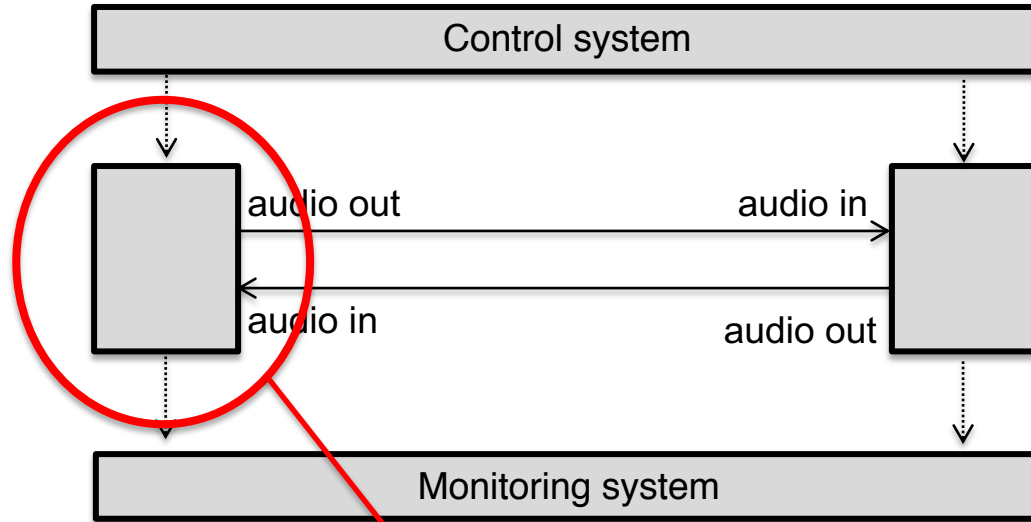 Control system
audio out
audio in
audio in
audio out
Monitoring system